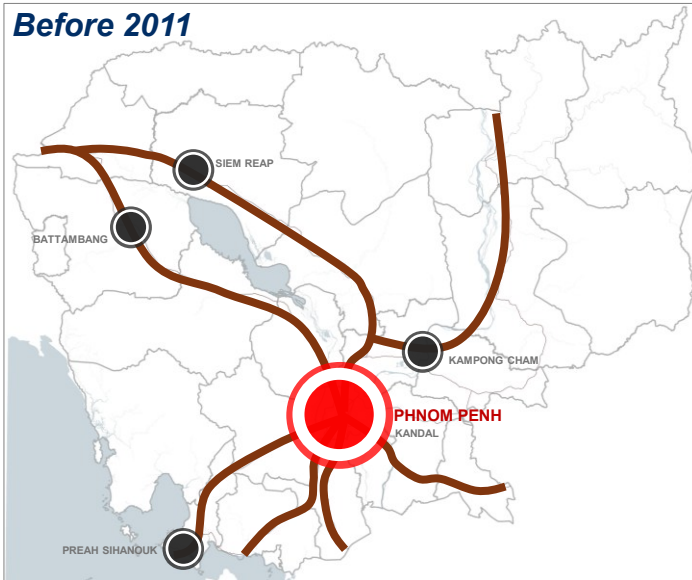 Before 2011
SIEM REAP
BATTAMBANG
KAMPONG CHAM
PHNOM PENH
KANDAL
PREAH SIHANOUK